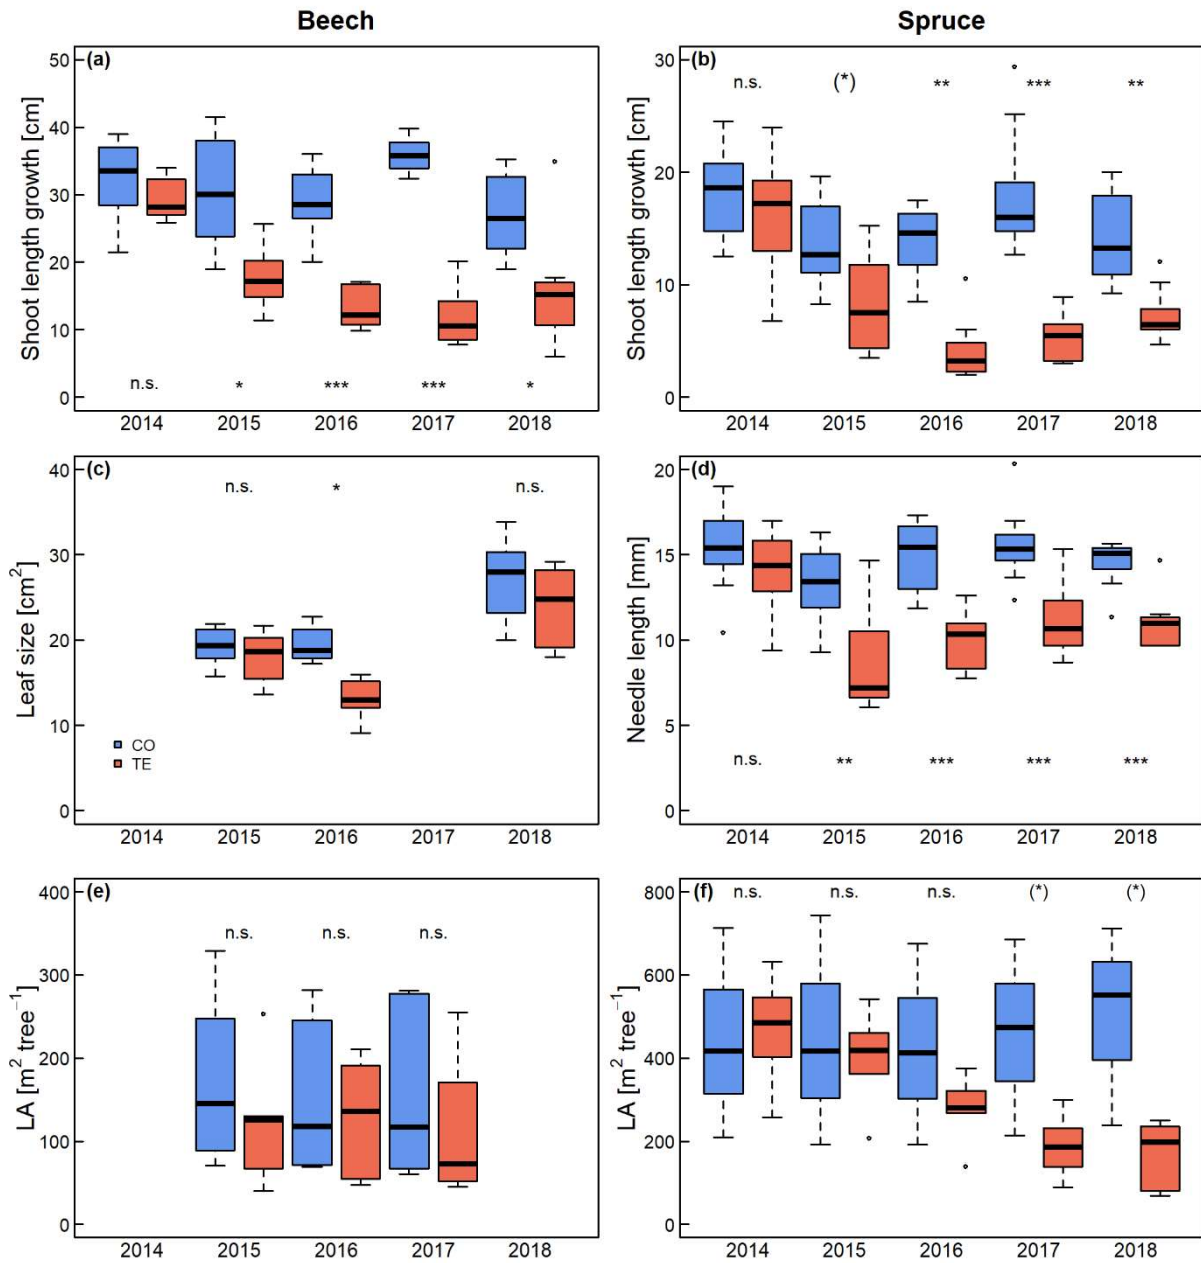 Beech Spruce
(a) (b)
50 30
n.s. (*) ** *** **
40
30 20
20
10
10
n.s. * *** *** *
0 0
Shoot length growth [cm] Shoot length growth [cm]
2014 2015 2016 2017 2018 2014 2015 2016 2017 2018
(c) (d)
40 20
n.s. * n.s.
30 15
20 10
10 5
CO
TE
n.s. ** *** *** ***
0 0
Leaf size [cm²] Needle length [mm]
2014 2015 2016 2017 2018 2014 2015 2016 2017 2018
(e) (f)
400 800
n.s. n.s. n.s. (*) (*)
n.s. n.s. n.s.
300 600
200 400
100 200
0 0
LA [m² tree⁻¹] LA [m² tree⁻¹]
2014 2015 2016 2017 2018 2014 2015 2016 2017 2018